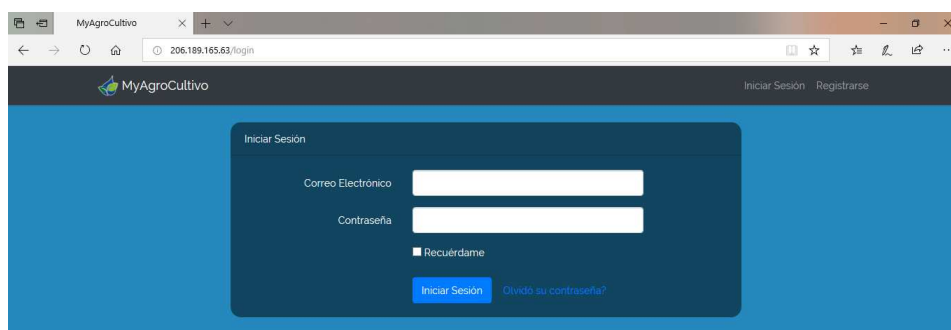 MyAgroCultivo
206.189.165.63/login
MyAgroCultivo Iniciar Sesión Registrarse
Iniciar Sesión
Correo Electrónico
Contraseña
Recuérdame
Iniciar Sesión Olvidó su contraseña?